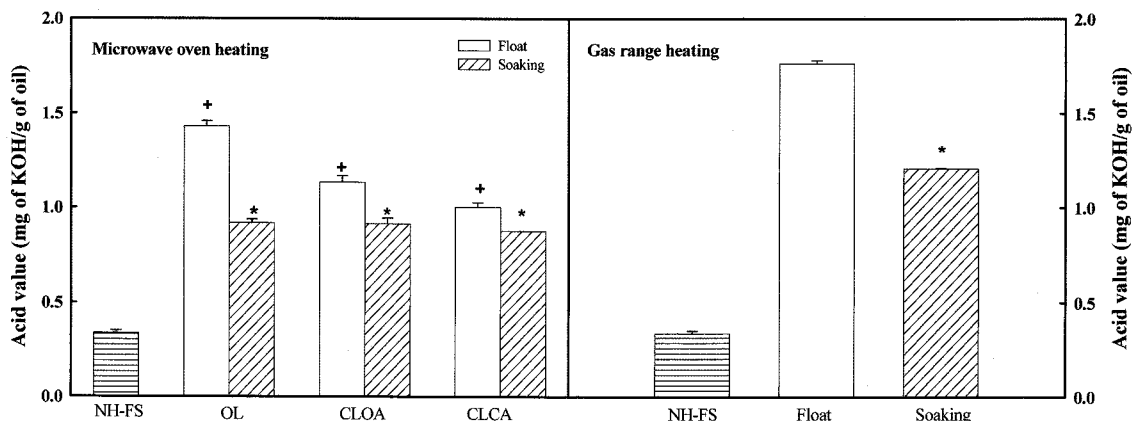 Acid value (mg of KOH/g of oil)
2.0
1.5
1.0
0.5
0.0
Microwave oven heating
Float
Soaking
+
*
+
*
+
*
NH-FS
OL
CLOA
CLCA
Gas range heating
*
NH-FS
Float
Soaking
2.0
1.5
1.0
0.5
0.0
Acid value (mg of KOH/g of oil)